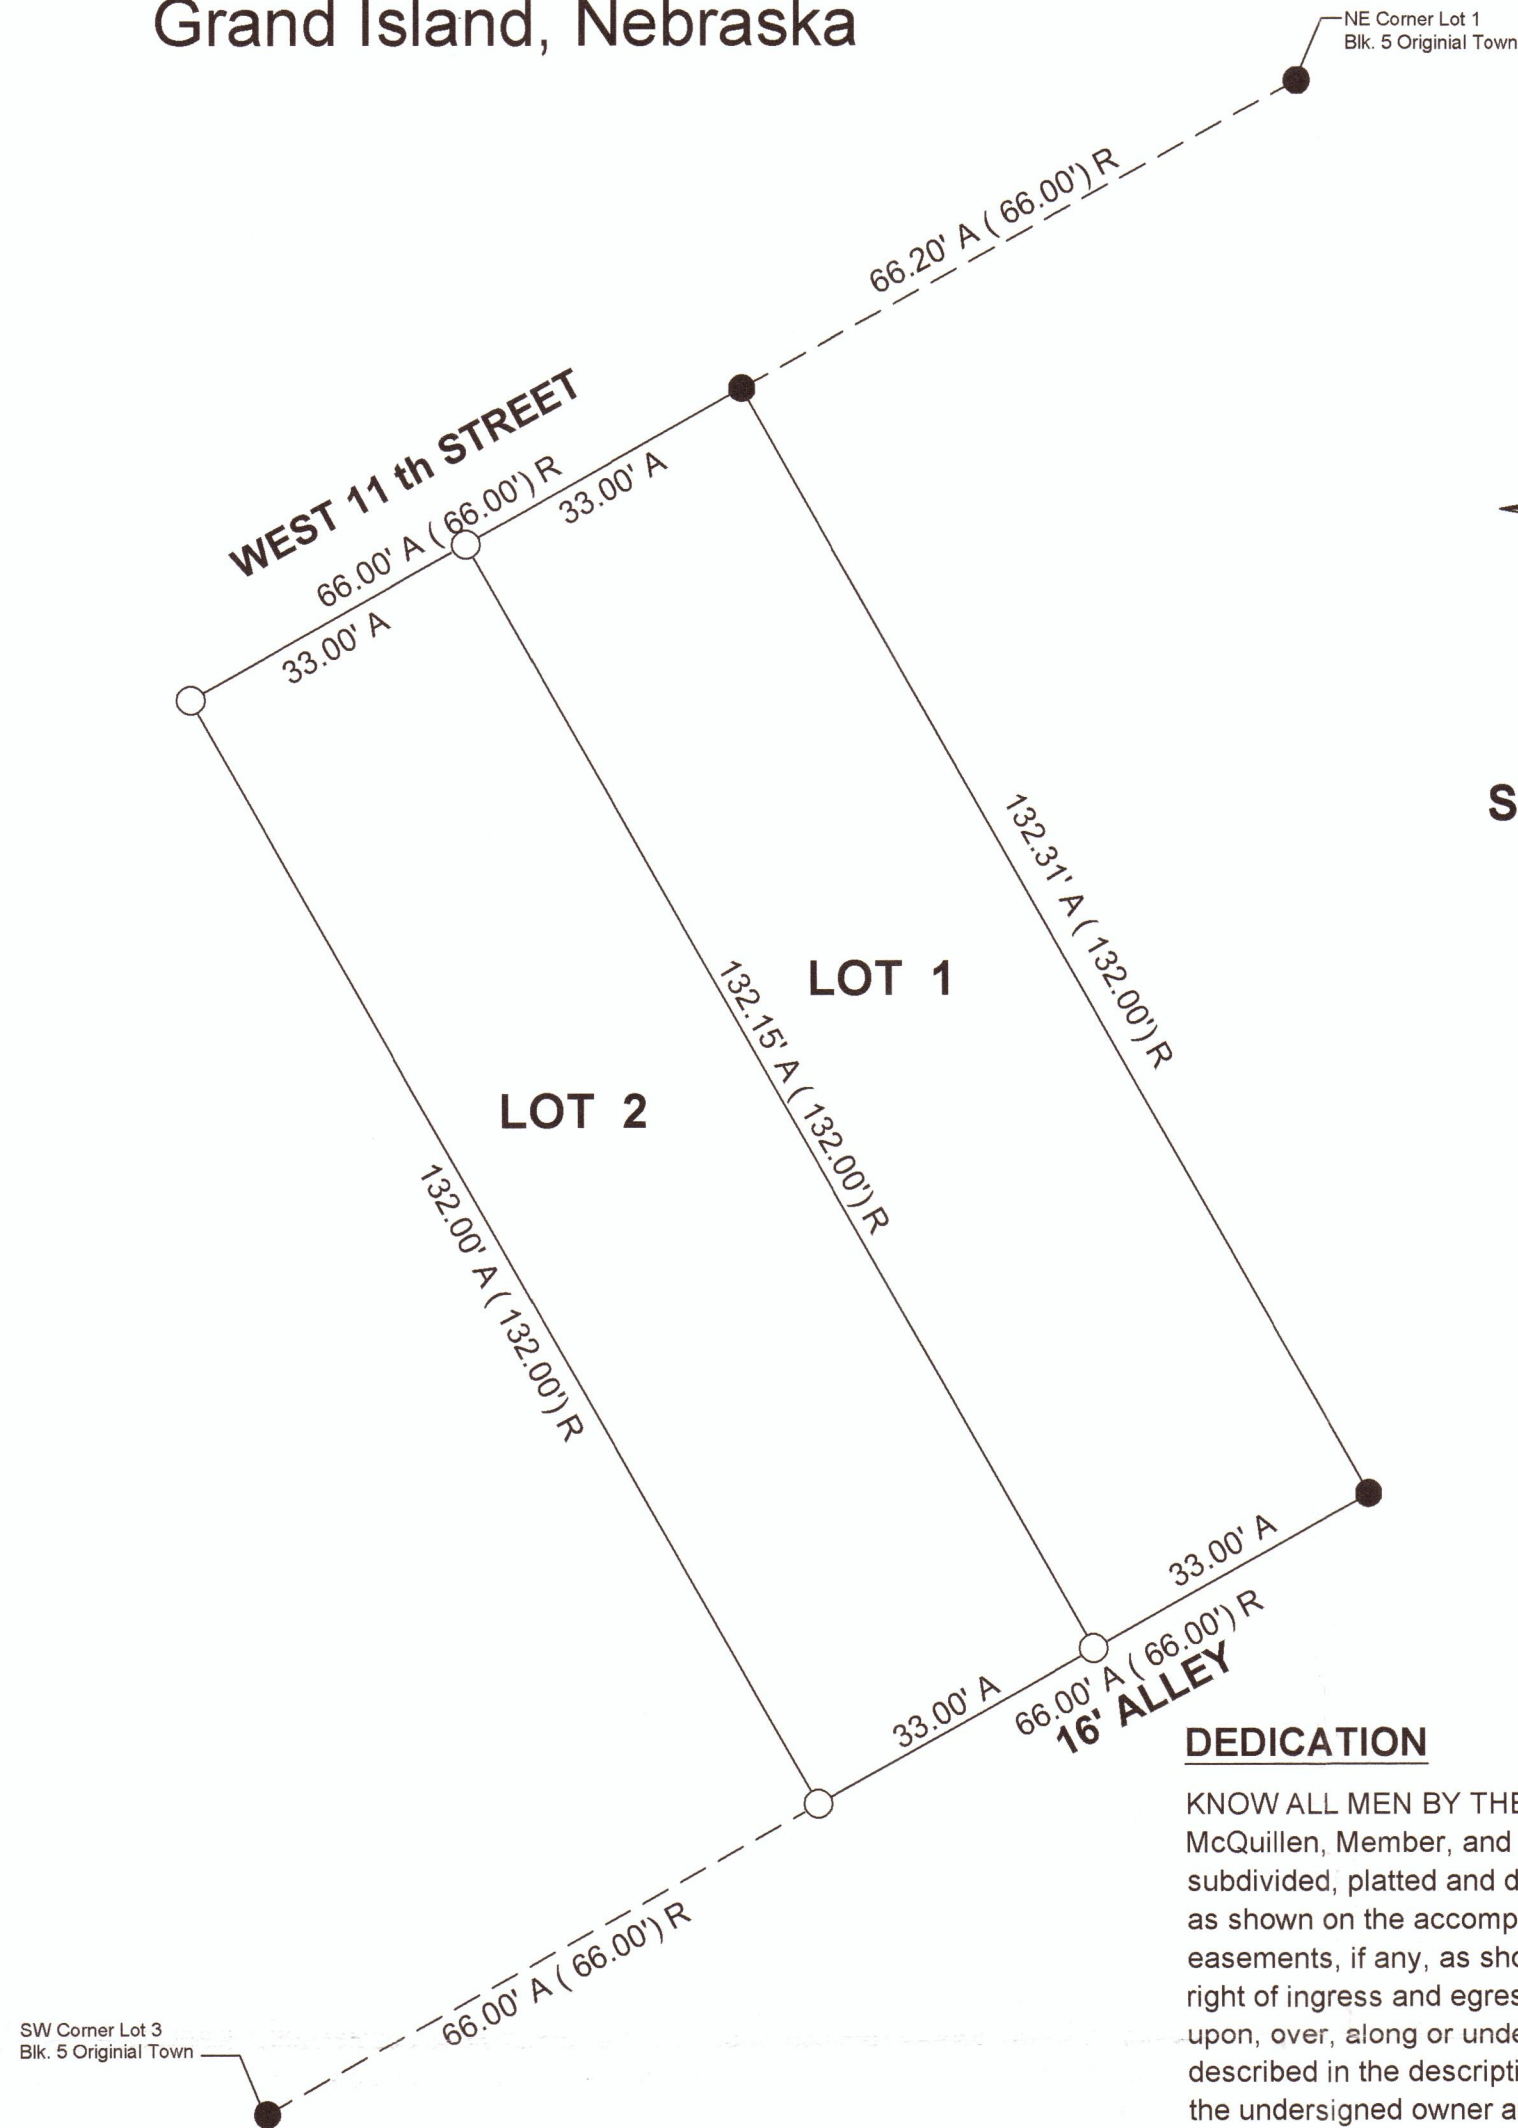 Grand Island, Nebraska
NE Corner Lot 1
Blk. 5 Originial Town
66.20' A ( 66.00') R
WEST 11 th STREET
66.00' A ( 66.00') R
33.00' A
33.00' A
S
132.31' A ( 132.00') R
LOT 1
132.15' A ( 132.00') R
LOT 2
132.00' A ( 132.00') R
33.00' A
33.00' A
66.00' A ( 66.00') R
16' ALLEY
66.00' A ( 66.00') R
SW Corner Lot 3
Blk. 5 Originial Town
DEDICATION
KNOW ALL MEN BY THE
McQuillen, Member, and
subdivided, platted and d
as shown on the accomp
easements, if any, as sho
right of ingress and egres
upon, over, along or unde
described in the descripti
the undersigned owner a